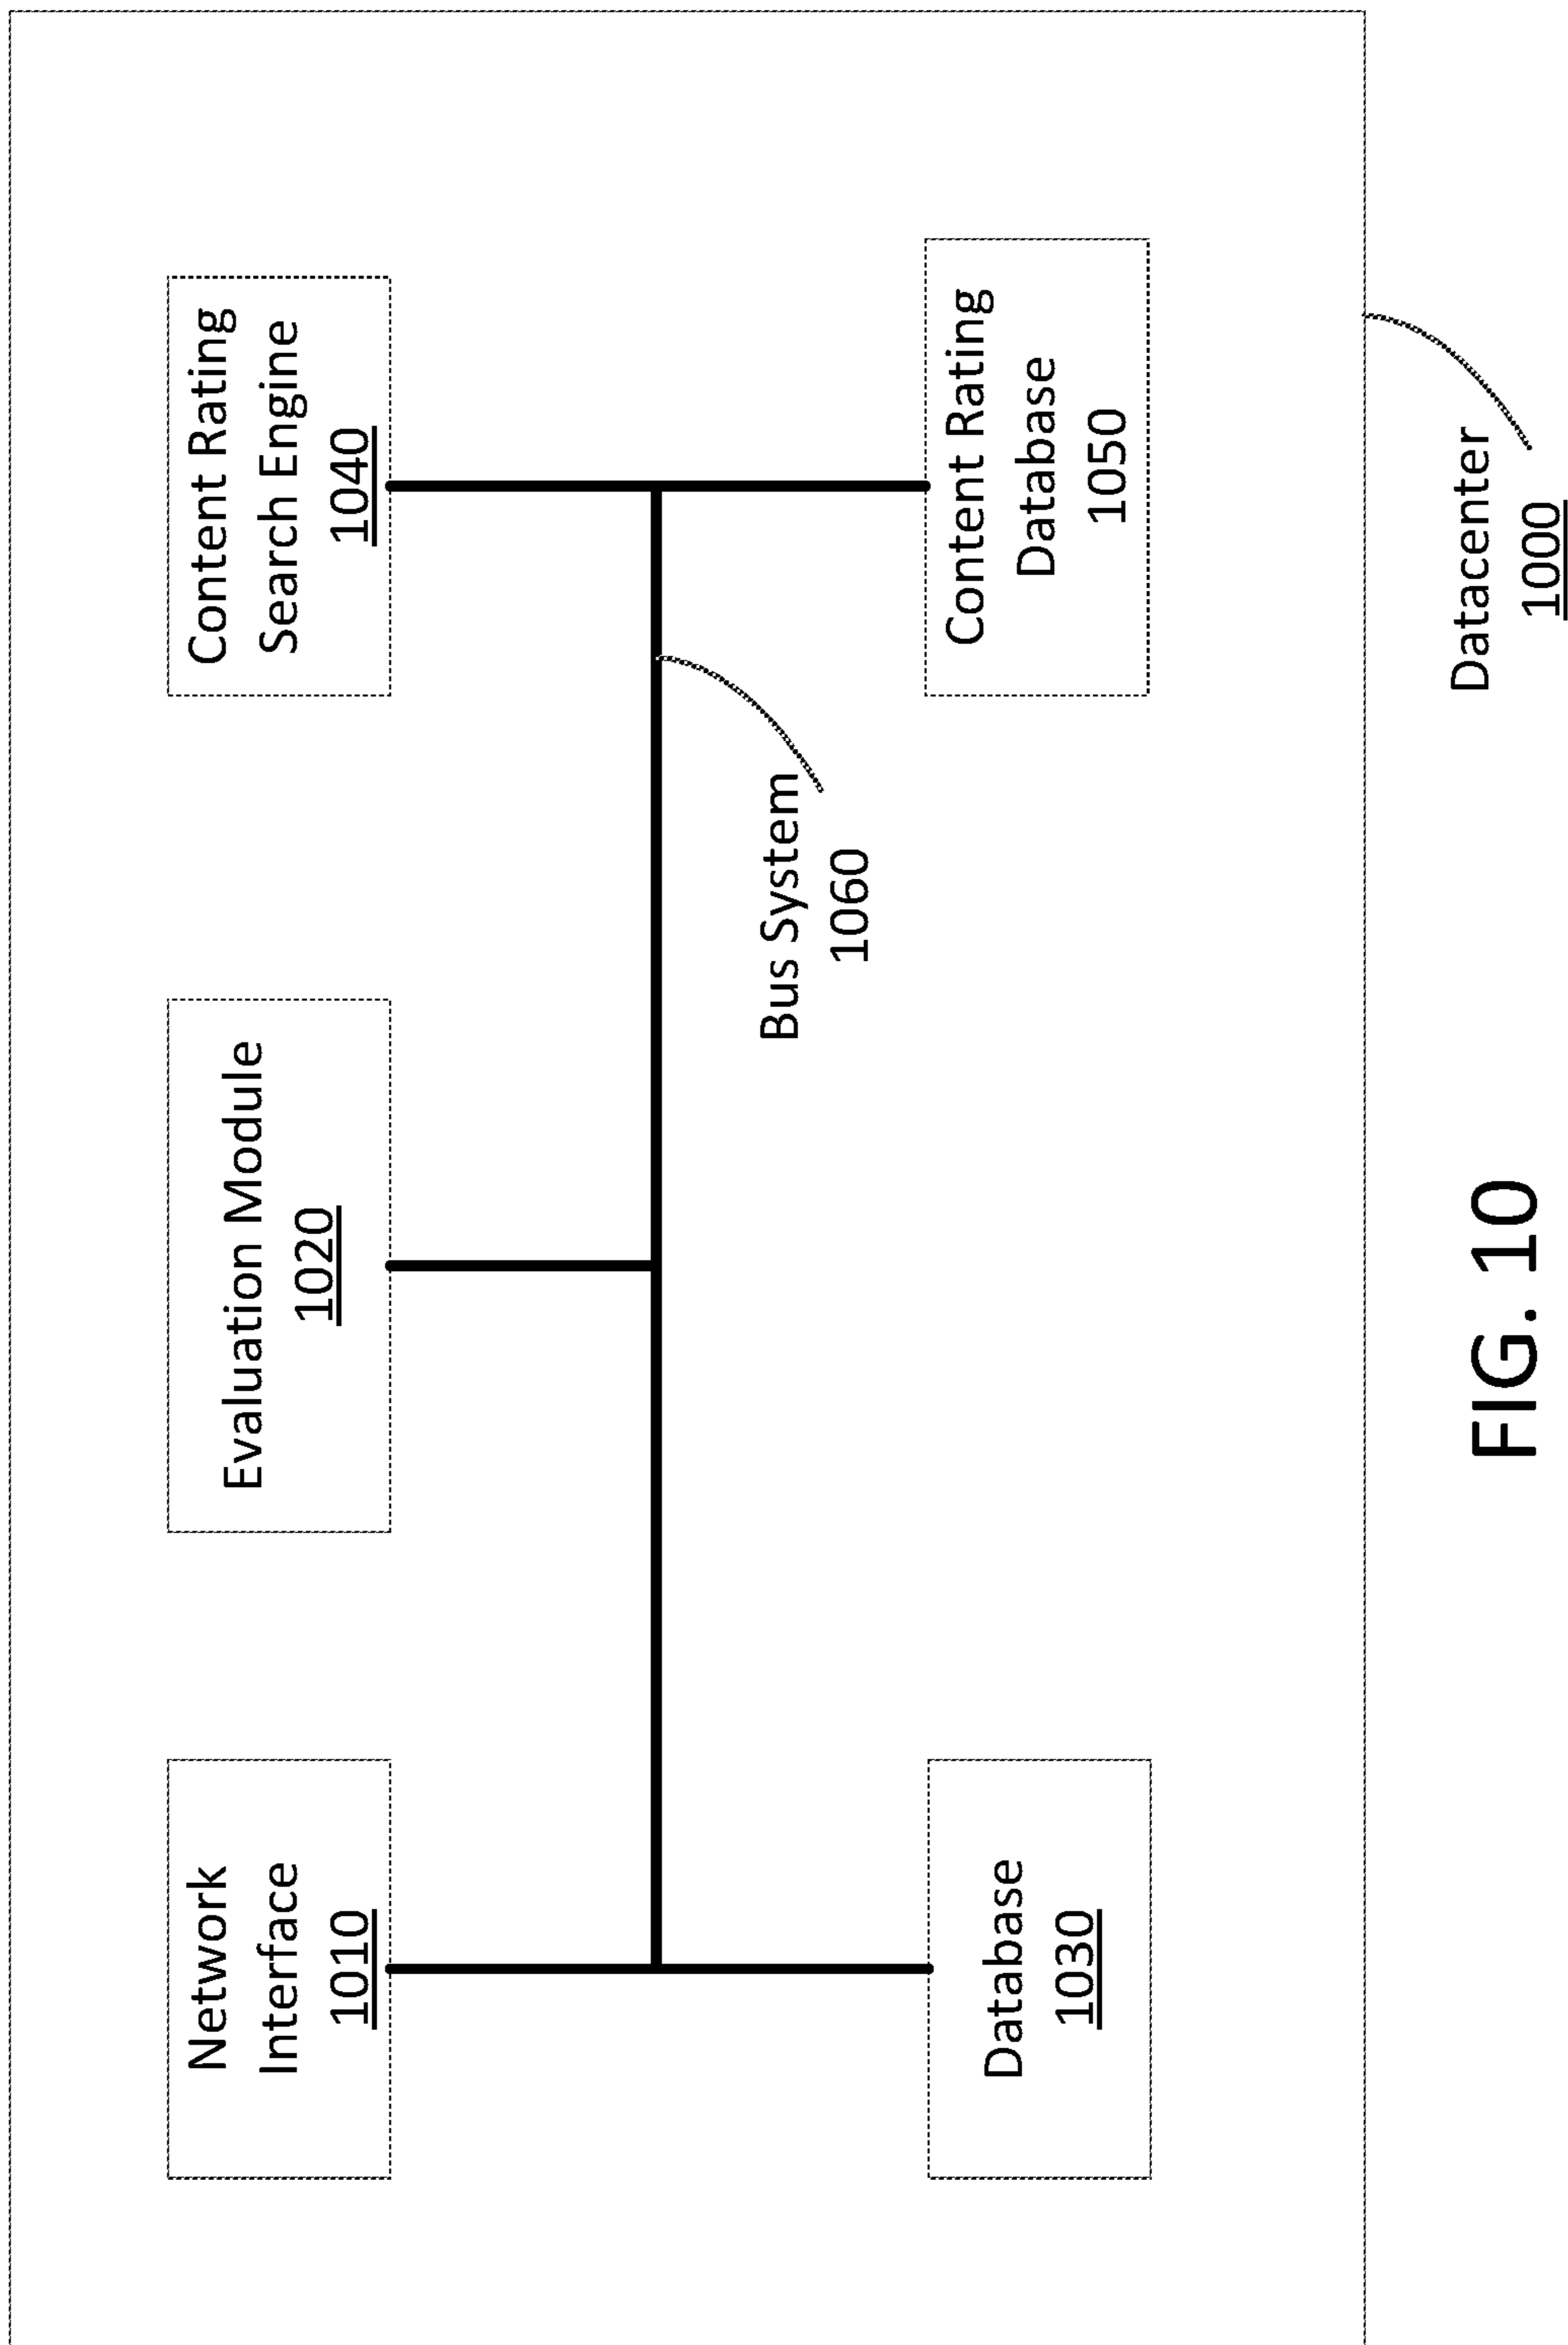 Network
Interface
1010
Evaluation Module
1020
Content Rating
Search Engine
1040
Bus System
1060
Database
1030
Content Rating
Database
1050
Datacenter
1000
FIG. 10